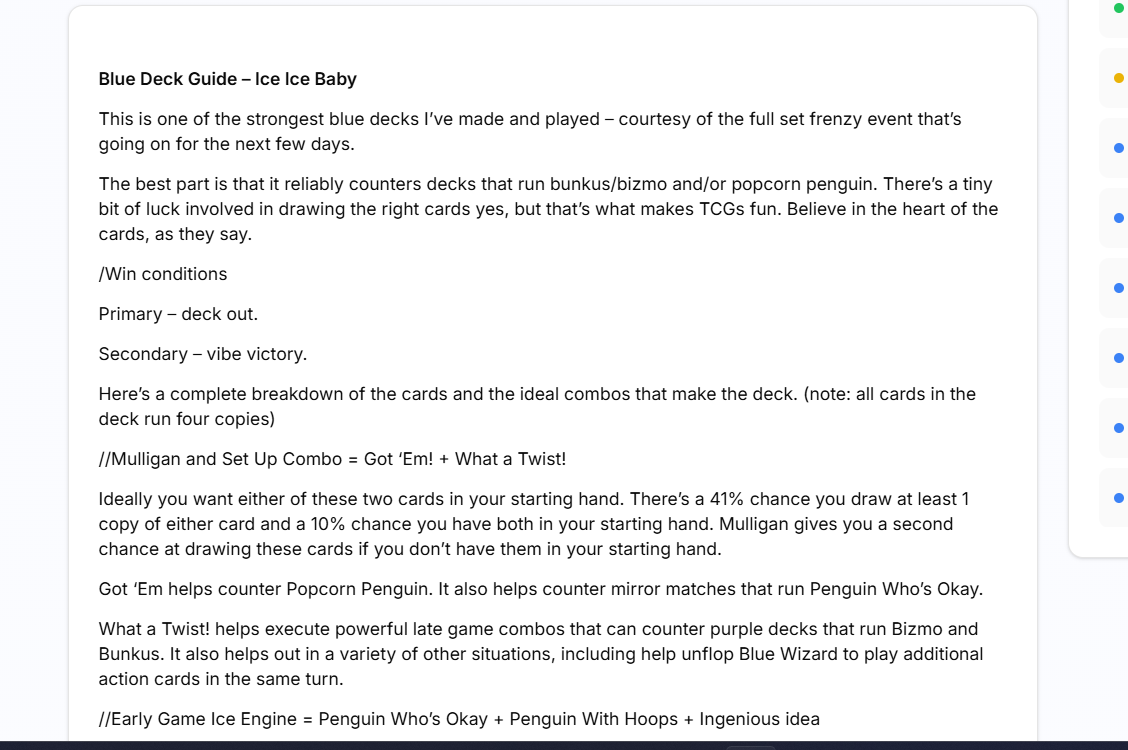 Blue Deck Guide – Ice Ice Baby
This is one of the strongest blue decks I’ve made and played – courtesy of the full set frenzy event that’s
going on for the next few days.
The best part is that it reliably counters decks that run bunkus/bizmo and/or popcorn penguin. There’s a tiny
bit of luck involved in drawing the right cards yes, but that’s what makes TCGs fun. Believe in the heart of the
cards, as they say.
/Win conditions
Primary – deck out.
Secondary – vibe victory.
Here’s a complete breakdown of the cards and the ideal combos that make the deck. (note: all cards in the
deck run four copies)
//Mulligan and Set Up Combo = Got ‘Em! + What a Twist!
Ideally you want either of these two cards in your starting hand. There’s a 41% chance you draw at least 1
copy of either card and a 10% chance you have both in your starting hand. Mulligan gives you a second
chance at drawing these cards if you don’t have them in your starting hand.
Got ‘Em helps counter Popcorn Penguin. It also helps counter mirror matches that run Penguin Who’s Okay.
What a Twist! helps execute powerful late game combos that can counter purple decks that run Bizmo and
Bunkus. It also helps out in a variety of other situations, including help unflop Blue Wizard to play additional
action cards in the same turn.
//Early Game Ice Engine = Penguin Who’s Okay + Penguin With Hoops + Ingenious idea